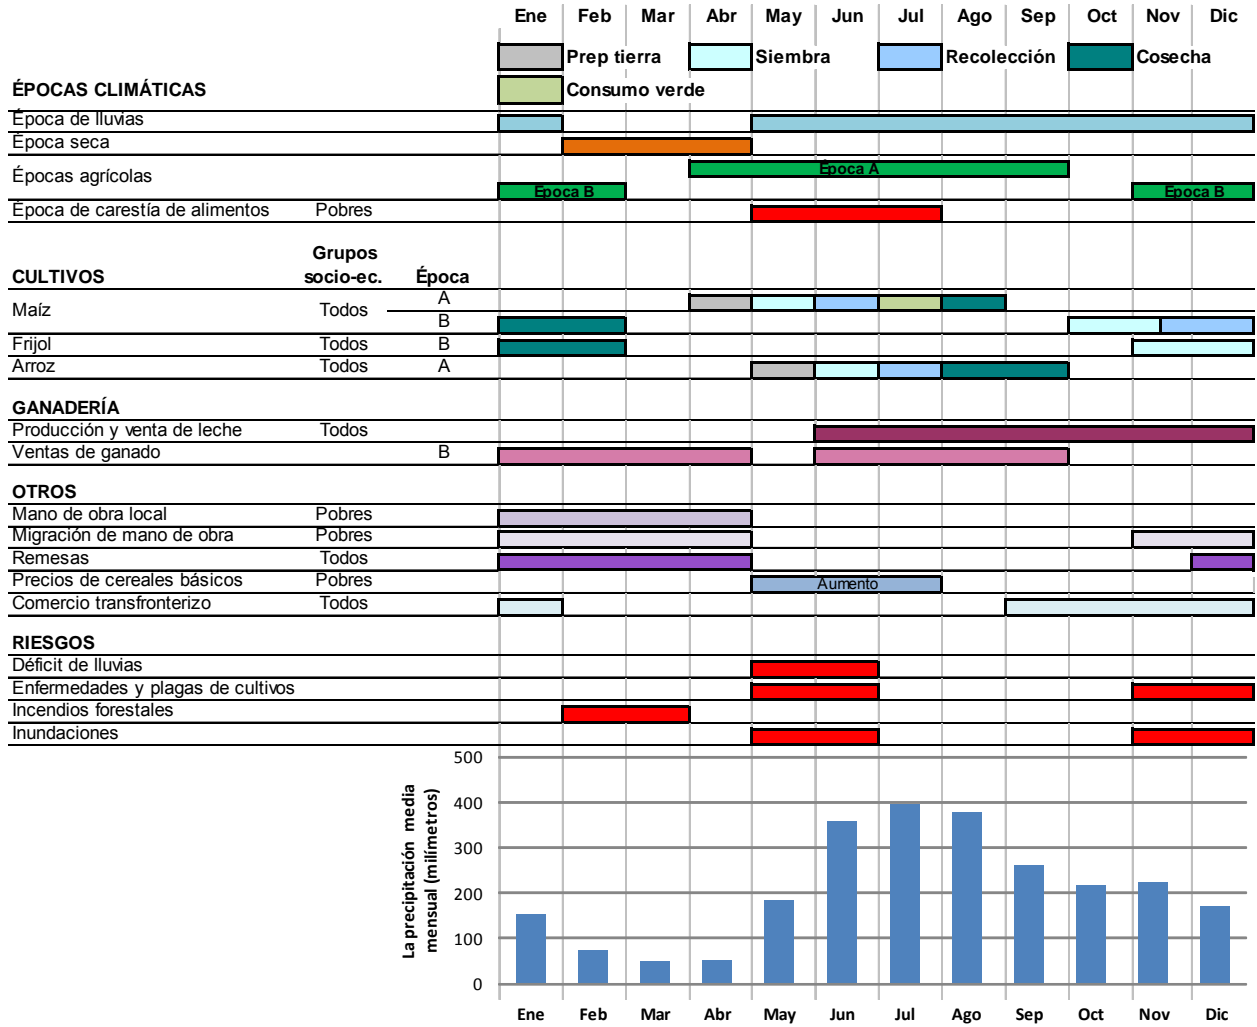 Ene Feb Mar Abr May Jun Jul Ago Sep Oct Nov Dic
Prep tierra Siembra Recolección Cosecha
ÉPOCAS CLIMÁTICAS Consumo verde
Época de lluvias
Época seca
Épocas agrícolas Época A
Época B Época B
Época de carestía de alimentos Pobres
Grupos
CULTIVOS socio-ec. Época
Maíz Todos A
B
Frijol Todos B
Arroz Todos A
GANADERÍA
Producción y venta de leche Todos
Ventas de ganado B
OTROS
Mano de obra local Pobres
Migración de mano de obra Pobres
Remesas Todos
Precios de cereales básicos Pobres Aumento
Comercio transfronterizo Todos
RIESGOS
Déficit de lluvias
Enfermedades y plagas de cultivos
Incendios forestales
Inundaciones
La precipitación media
mensual (milímetros)
500
400
300
200
100
0
Ene Feb Mar Abr May Jun Jul Ago Sep Oct Nov Dic